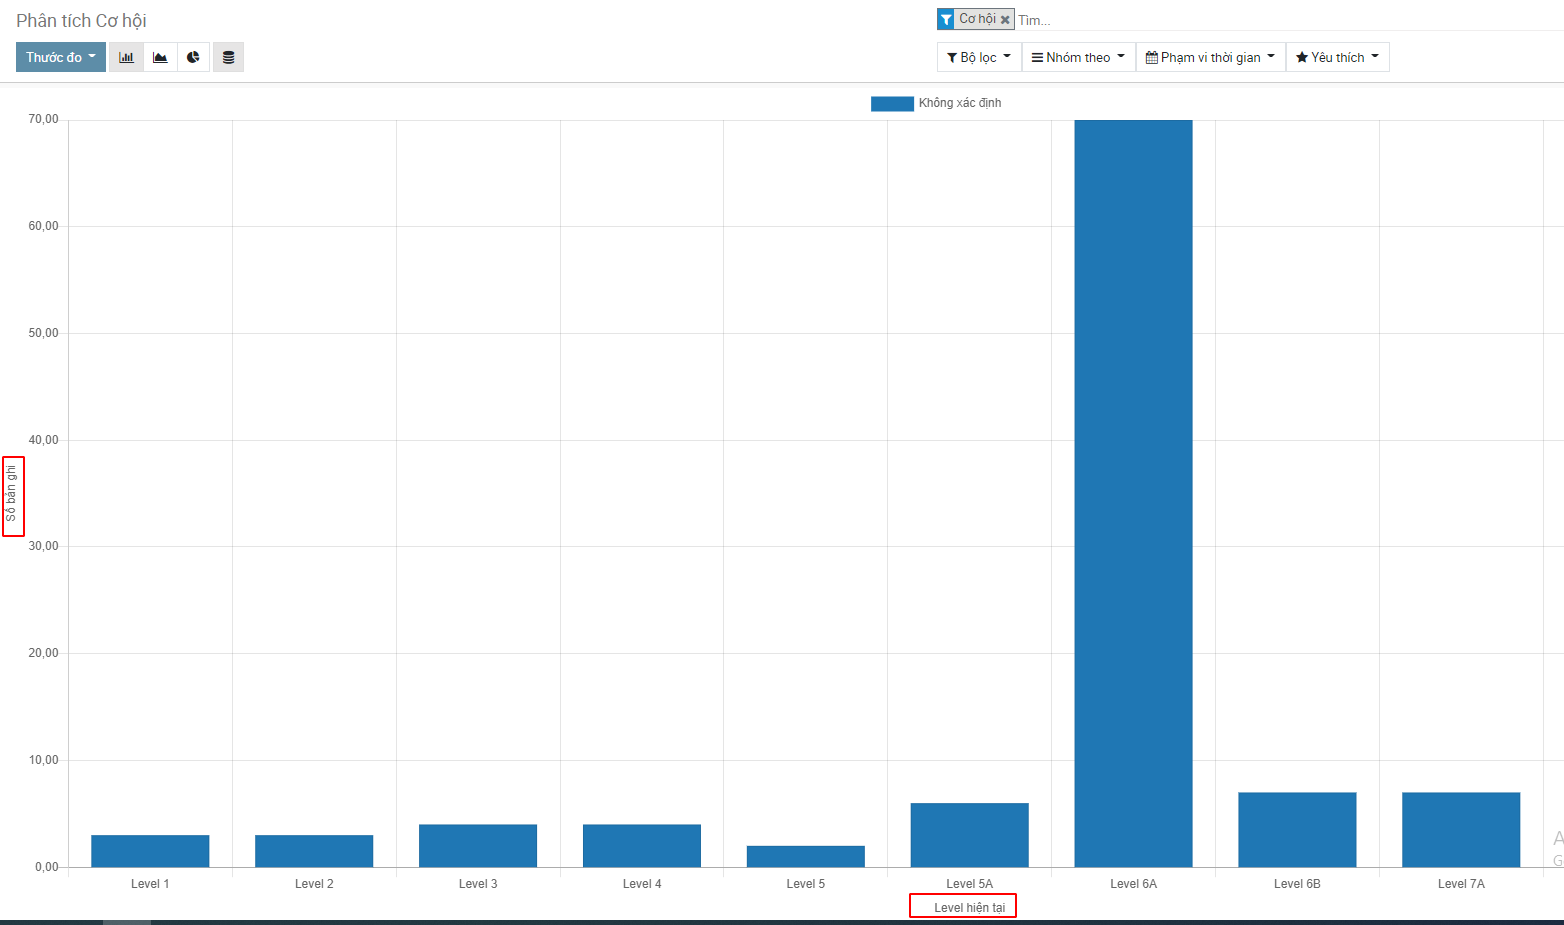 Phân tích Cơ hội
Cơ hội
Tìm...
Thước đo
Bộ lọc
Nhóm theo
Phạm vi thời gian
Yêu thích
Không xác định
70,00
60,00
50,00
40,00
30,00
20,00
10,00
0,00
Số bản ghi
Level 1
Level 2
Level 3
Level 4
Level 5
Level 5A
Level 6A
Level 6B
Level 7A
Level hiện tại